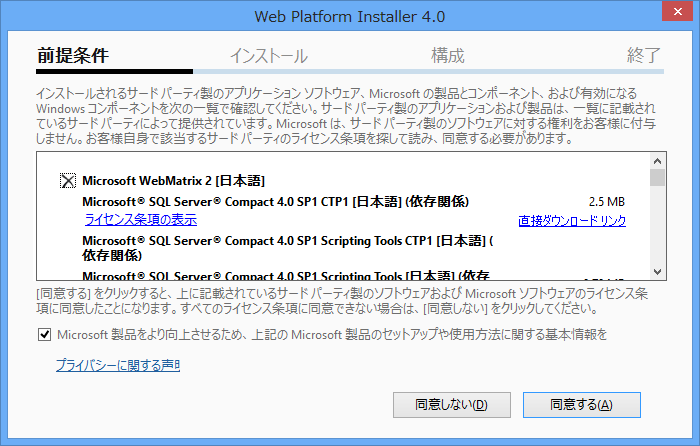 Web Platform Installer 4.0
前提条件 インストール 構成 終了
インストールされるサード パーティ製のアプリケーション ソフトウェア、Microsoft の製品とコンポーネント、および有効になる
Windows コンポーネントを次の一覧で確認してください。サード パーティ製のアプリケーションおよび製品は、一覧に記載され
ているサード パーティによって提供されています。Microsoft は、サード パーティ製のソフトウェアに対する権利をお客様に付与
しません。お客様自身で該当するサード パーティのライセンス条項を探して読み、同意する必要があります。
Microsoft WebMatrix 2 [日本語]
Microsoft® SQL Server® Compact 4.0 SP1 CTP1 [日本語] (依存関係) 2.5 MB
ライセンス条項の表示 直接ダウンロード リンク
Microsoft® SQL Server® Compact 4.0 SP1 Scripting Tools CTP1 [日本語] (
依存関係)
Microsoft® SQL Server® Compact 4.0 SP1 Scripting Tools [日本語] (依存
[同意する] をクリックすると、上に記載されているサード パーティ製のソフトウェアおよび Microsoft ソフトウェアのライセンス条
項に同意したことになります。すべてのライセンス条項に同意できない場合は、[同意しない] をクリックしてください。
Microsoft 製品をより向上させるため、上記の Microsoft 製品のセットアップや使用方法に関する基本情報を
プライバシーに関する声明
同意しない(D) 同意する(A)